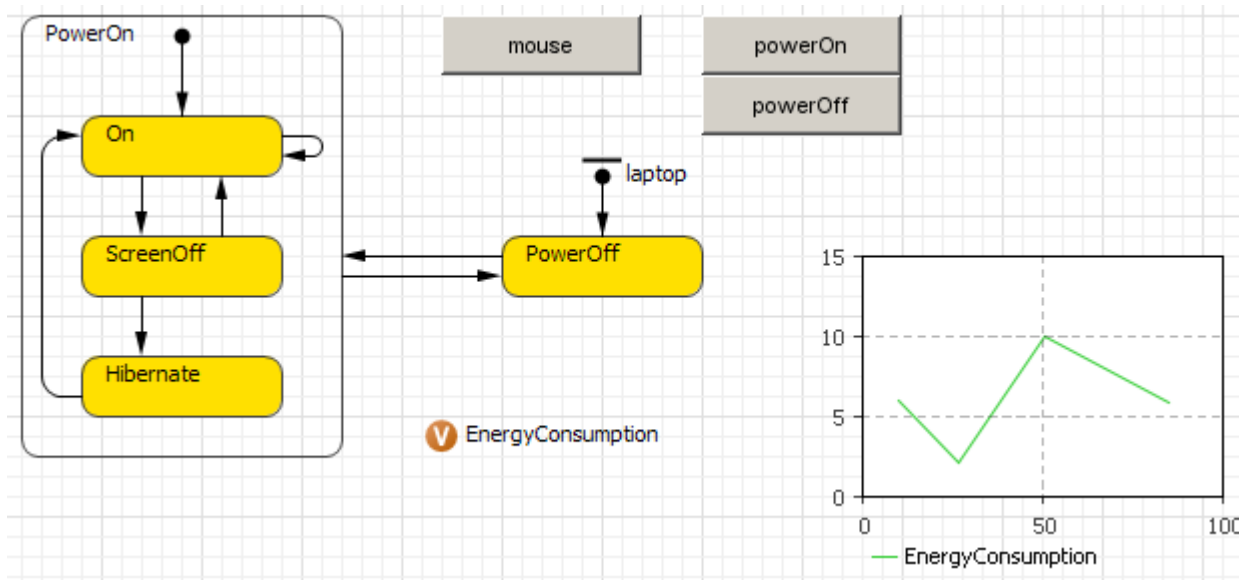 PowerOn
mouse
powerOn
powerOff
On
laptop
ScreenOff
PowerOff
Hibernate
V EnergyConsumption
15
10
5
0
0 50 100
EnergyConsumption